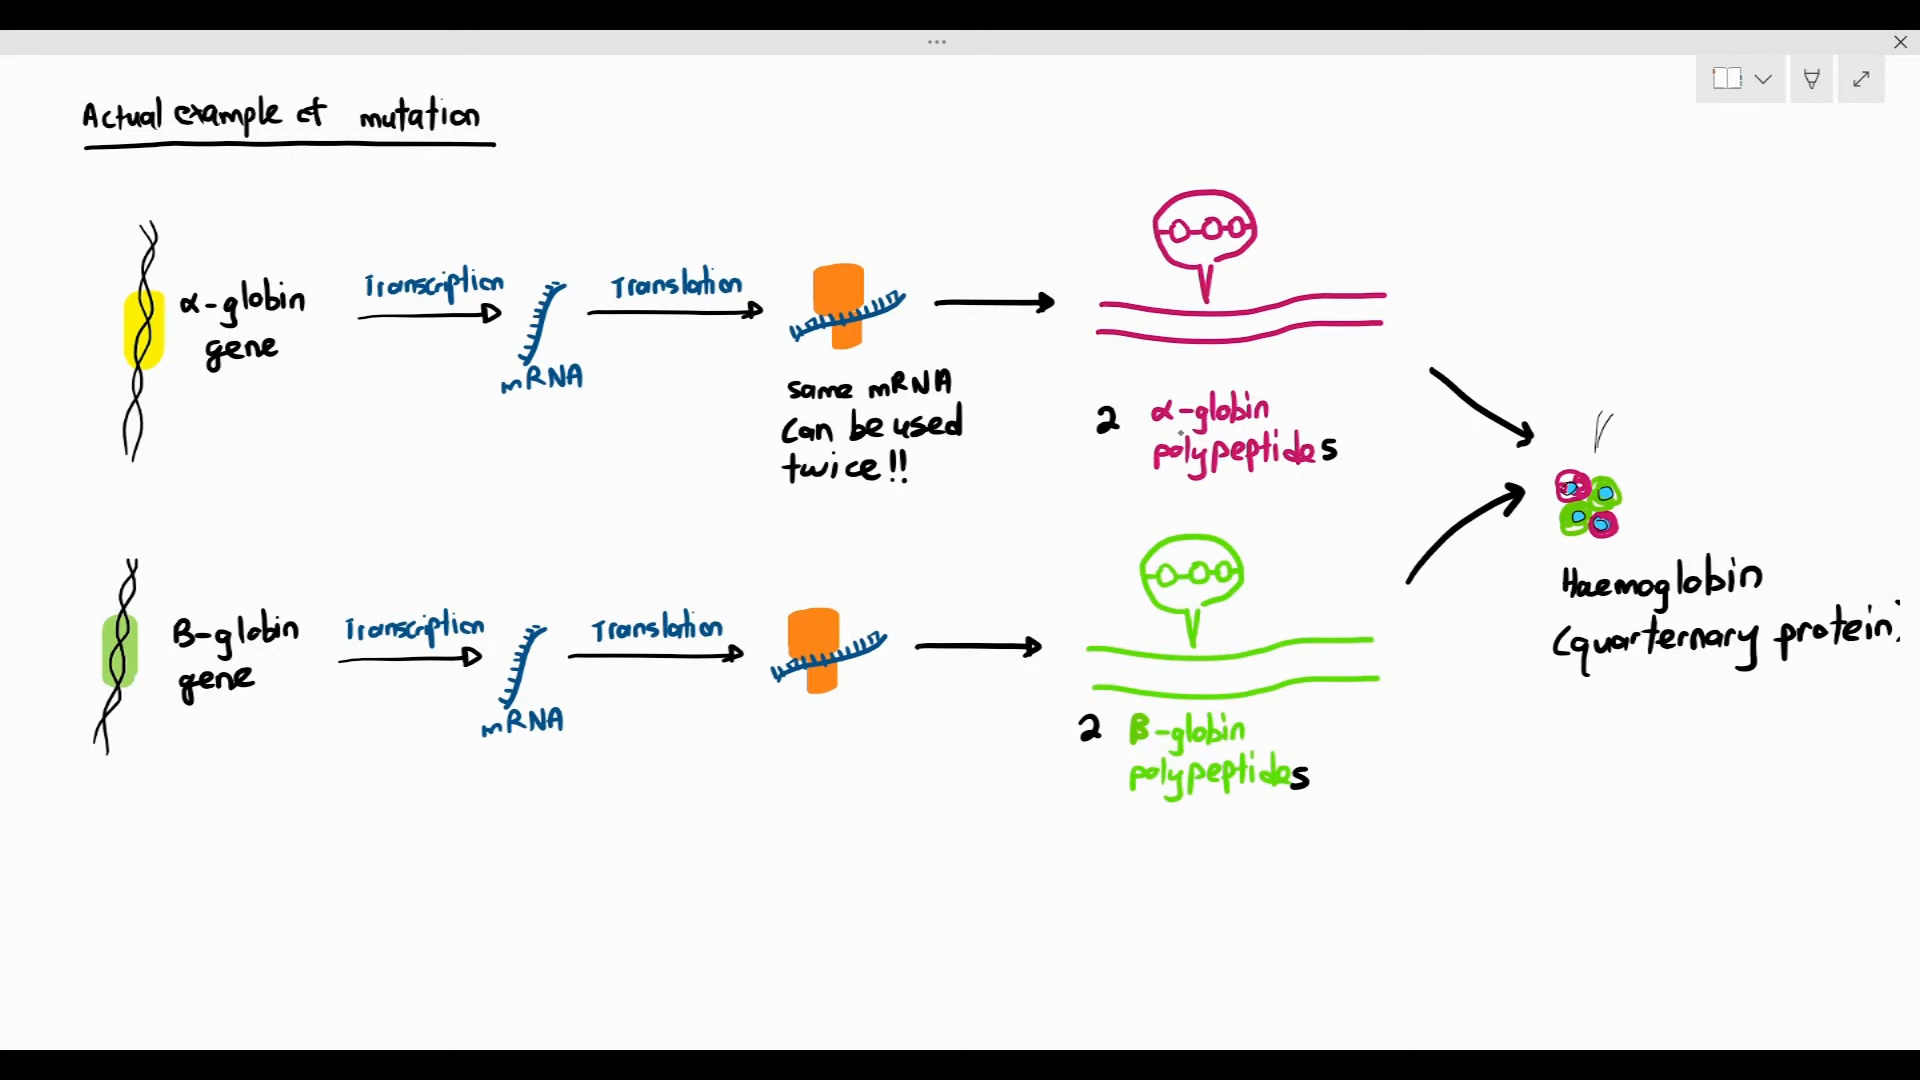 Actual example of mutation
α-globin
gene
Transcription
mRNA
Translation
same mRNA
can be used
twice!!
2 α-globin
polypeptides
β-globin
gene
Transcription
mRNA
Translation
2 β-globin
polypeptides
Haemoglobin
(quarternary protein)